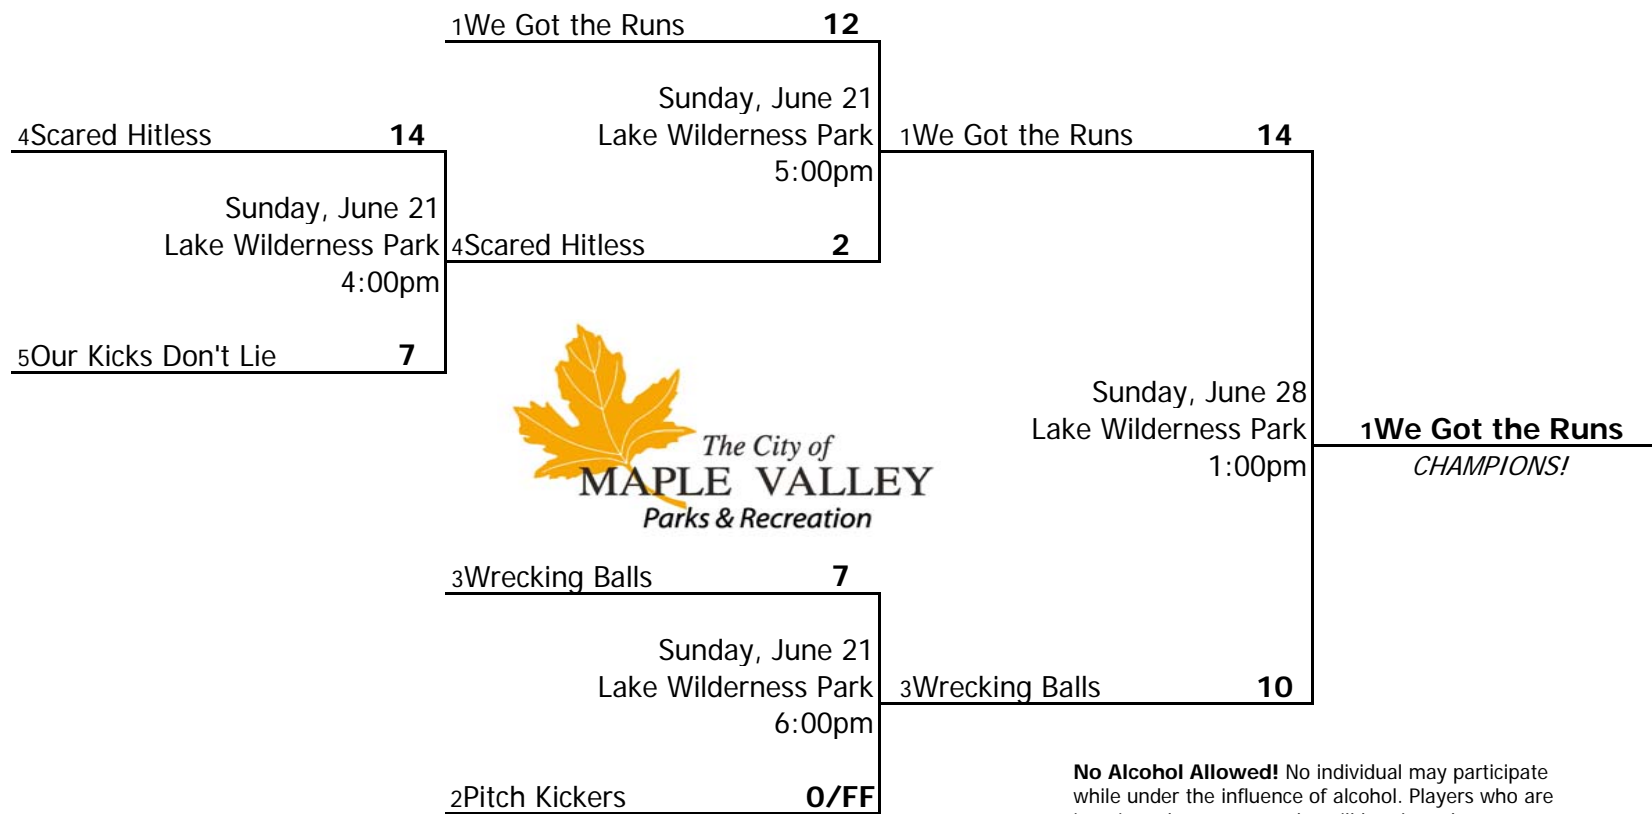 1We Got the Runs 12
Sunday, June 21
Lake Wilderness Park
5:00pm
4Scared Hitless 14
1We Got the Runs 14
Sunday, June 21
Lake Wilderness Park
4:00pm
4Scared Hitless 2
5Our Kicks Don't Lie 7
The City of
MAPLE VALLEY
Parks & Recreation
Sunday, June 28
Lake Wilderness Park
1:00pm
1We Got the Runs
CHAMPIONS!
3Wrecking Balls 7
Sunday, June 21
Lake Wilderness Park
6:00pm
3Wrecking Balls 10
2Pitch Kickers 0/FF
No Alcohol Allowed! No individual may participate
while under the influence of alcohol. Players who are